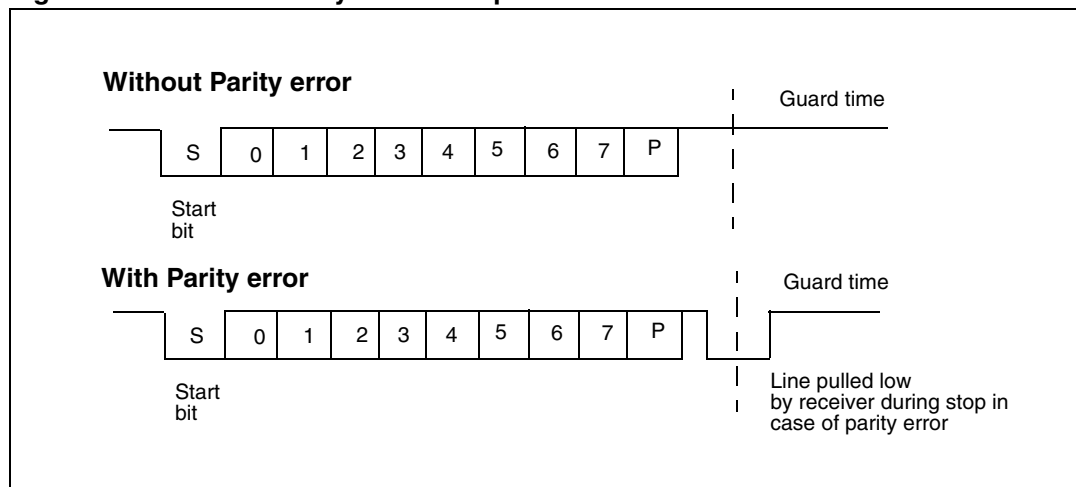 Without Parity error
Guard time
S 0 1 2 3 4 5 6 7 P
Start
bit
With Parity error
Guard time
S 0 1 2 3 4 5 6 7 P
Start
bit
Line pulled low
by receiver during stop in
case of parity error